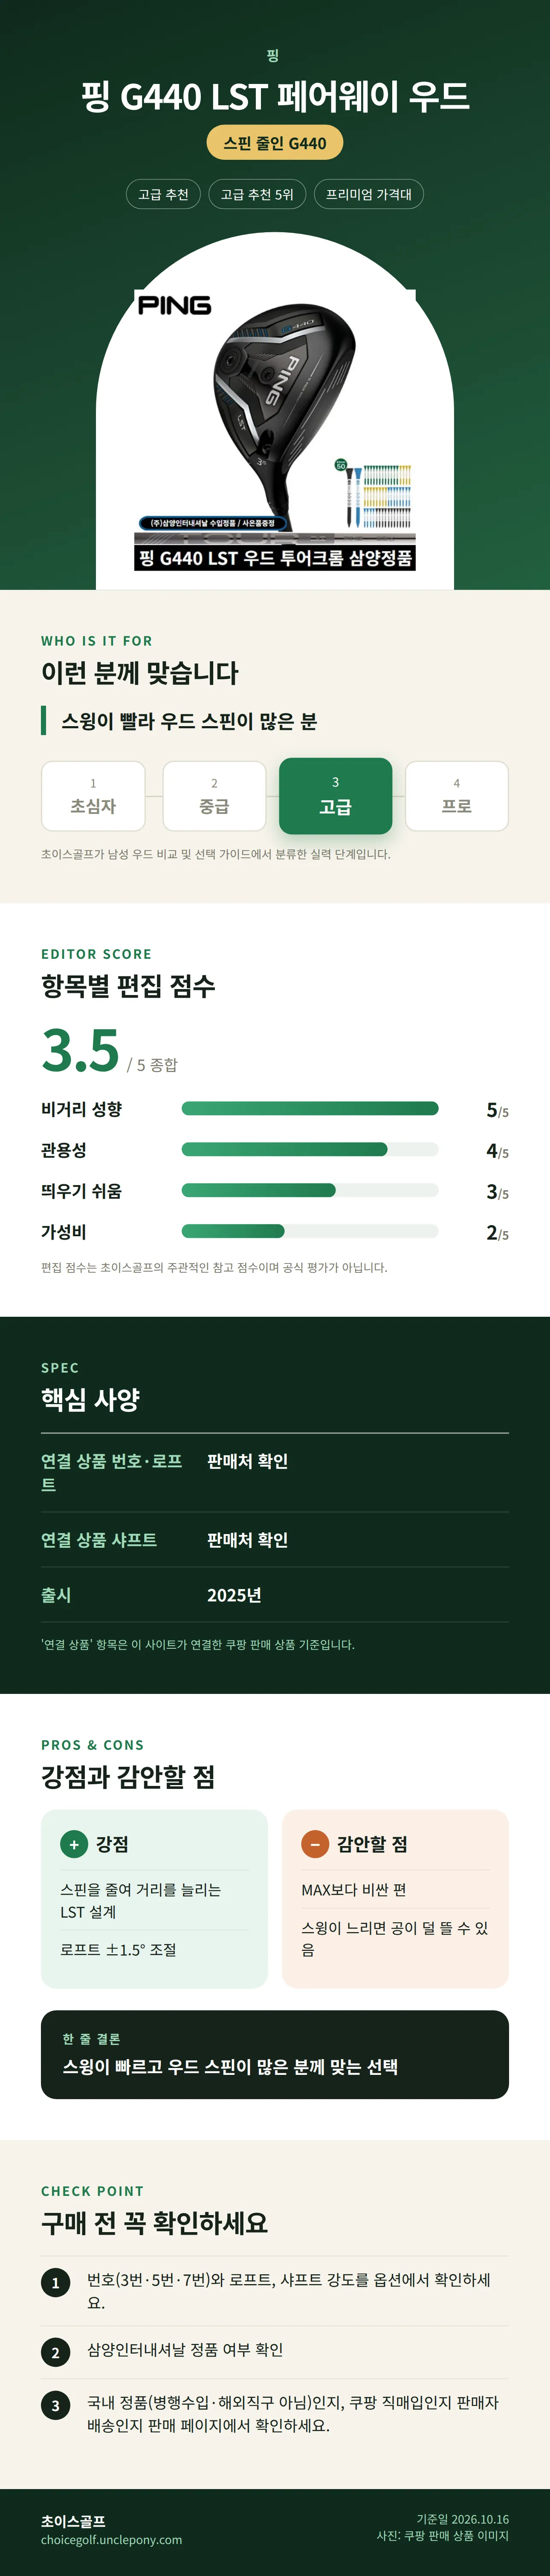 핑
핑 G440 LST 페어웨이 우드
스핀 줄인 G440
고급 추천
고급 추천 5위
프리미엄 가격대
PING
G440
PING
LST
3
50
(주)삼양인터내셔날 수입정품 / 사은품증정
핑 G440 LST 우드 투어크롬 삼양정품
WHO IS IT FOR
이런 분께 맞습니다
스윙이 빨라 우드 스핀이 많은 분
1
초심자
2
중급
3
고급
4
프로
초이스골프가 남성 우드 비교 및 선택 가이드에서 분류한 실력 단계입니다.
EDITOR SCORE
항목별 편집 점수
3.5 / 5 종합
비거리 성향 5/5
관용성 4/5
띄우기 쉬움 3/5
가성비 2/5
편집 점수는 초이스골프의 주관적인 참고 점수이며 공식 평가가 아닙니다.
SPEC
핵심 사양
연결 상품 번호·로프
트
판매처 확인
연결 상품 샤프트 판매처 확인
출시 2025년
'연결 상품' 항목은 이 사이트가 연결한 쿠팡 판매 상품 기준입니다.
PROS & CONS
강점과 감안할 점
+ 강점
스핀을 줄여 거리를 늘리는
LST 설계
로프트 ±1.5° 조절
− 감안할 점
MAX보다 비싼 편
스윙이 느리면 공이 덜 뜰 수 있
음
한 줄 결론
스윙이 빠르고 우드 스핀이 많은 분께 맞는 선택
CHECK POINT
구매 전 꼭 확인하세요
1 번호(3번·5번·7번)와 로프트, 샤프트 강도를 옵션에서 확인하세
요.
2 삼양인터내셔날 정품 여부 확인
3 국내 정품(병행수입·해외직구 아님)인지, 쿠팡 직매입인지 판매자
배송인지 판매 페이지에서 확인하세요.
초이스골프
choicegolf.unclepony.com
기준일 2026.10.16
사진: 쿠팡 판매 상품 이미지